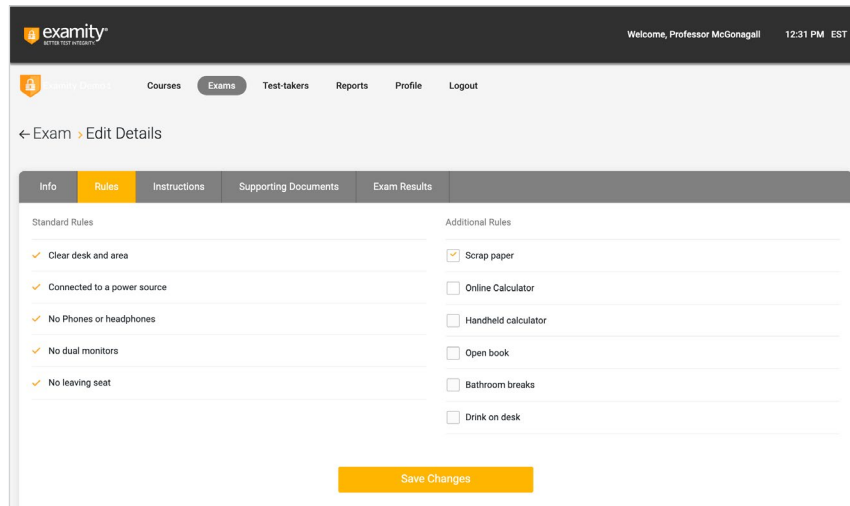 examity
BETTER TEST INTEGRITY
Welcome, Professor McGonagall 12:31 PM EST
Examity Demo
Courses Exams Test-takers Reports Profile Logout
←Exam › Edit Details
Info Rules Instructions Supporting Documents Exam Results
Standard Rules
Clear desk and area
Connected to a power source
No Phones or headphones
No dual monitors
No leaving seat
Additional Rules
Scrap paper
Online Calculator
Handheld calculator
Open book
Bathroom breaks
Drink on desk
Save Changes